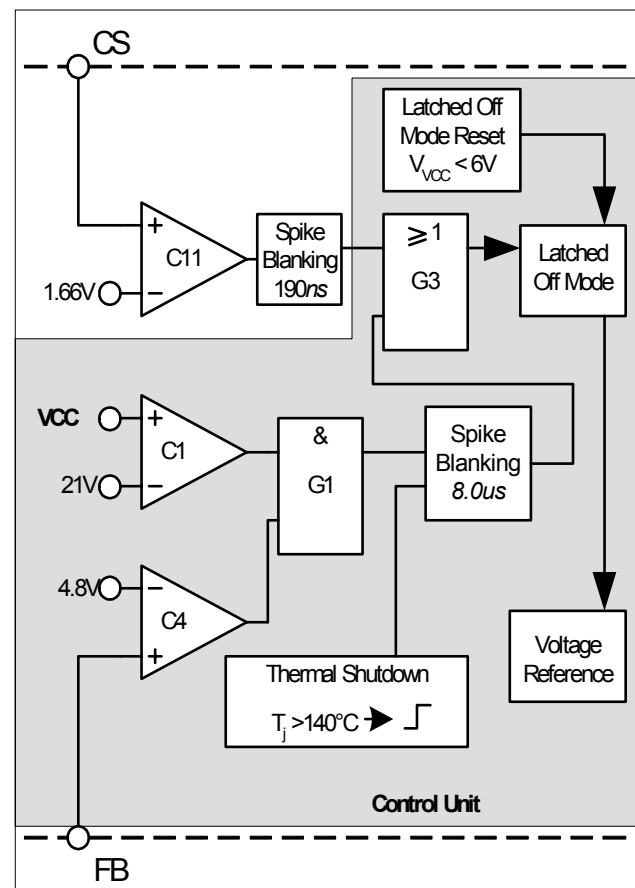 CS
Latched Off
Mode Reset
V_VCC < 6V
+
C11
−
1.66V
Spike
Blanking
190ns
≥ 1
G3
Latched
Off Mode
VCC
+
C1
−
21V
&
G1
Spike
Blanking
8.0us
4.8V
−
C4
+
Thermal Shutdown
T_j >140°C
Voltage
Reference
Control Unit
FB